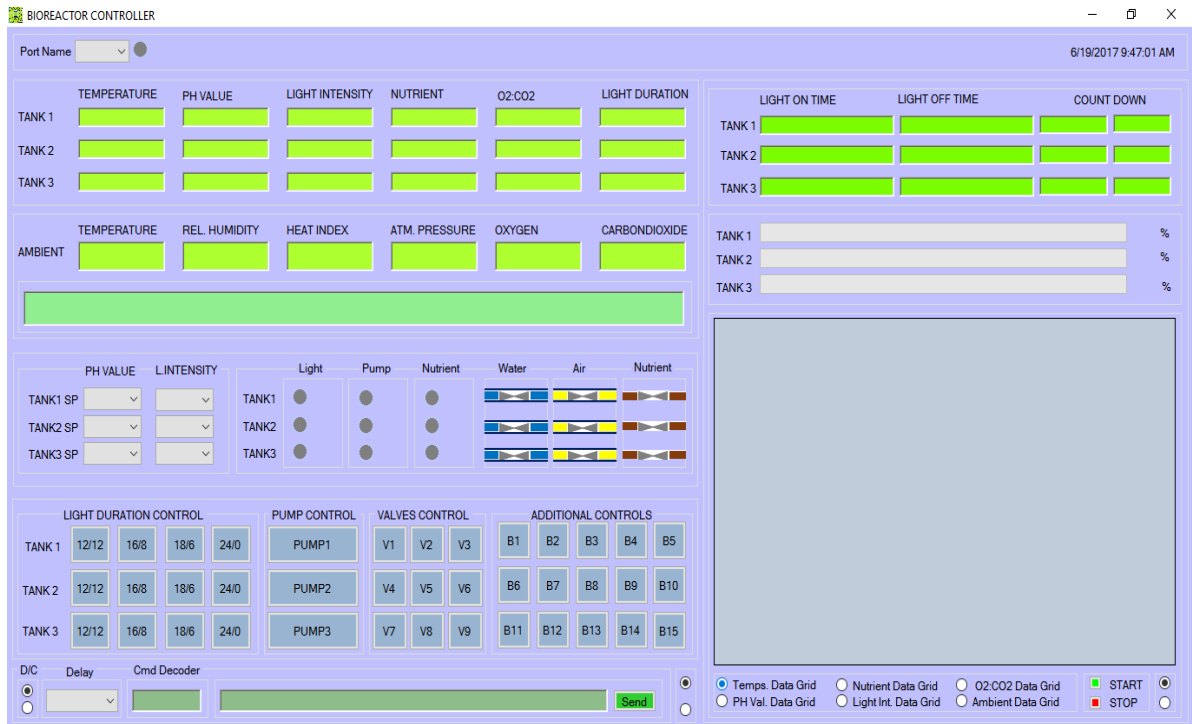 BIOREACTOR CONTROLLER
Port Name
6/19/2017 9:47:01 AM
TEMPERATURE PH VALUE LIGHT INTENSITY NUTRIENT O2:CO2 LIGHT DURATION
TANK 1
TANK 2
TANK 3
LIGHT ON TIME LIGHT OFF TIME COUNT DOWN
TANK 1
TANK 2
TANK 3
TEMPERATURE REL. HUMIDITY HEAT INDEX ATM. PRESSURE OXYGEN CARBONDIOXIDE
AMBIENT
TANK 1 %
TANK 2 %
TANK 3 %
PH VALUE L.INTENSITY
TANK1 SP
TANK2 SP
TANK3 SP
Light Pump Nutrient Water Air Nutrient
TANK1
TANK2
TANK3
LIGHT DURATION CONTROL PUMP CONTROL VALVES CONTROL ADDITIONAL CONTROLS
TANK 1 12/12 16/8 18/6 24/0 PUMP1 V1 V2 V3 B1 B2 B3 B4 B5
TANK 2 12/12 16/8 18/6 24/0 PUMP2 V4 V5 V6 B6 B7 B8 B9 B10
TANK 3 12/12 16/8 18/6 24/0 PUMP3 V7 V8 V9 B11 B12 B13 B14 B15
D/C Delay Cmd Decoder
Send
Temps. Data Grid Nutrient Data Grid O2:CO2 Data Grid START
PH Val. Data Grid Light Int. Data Grid Ambient Data Grid STOP